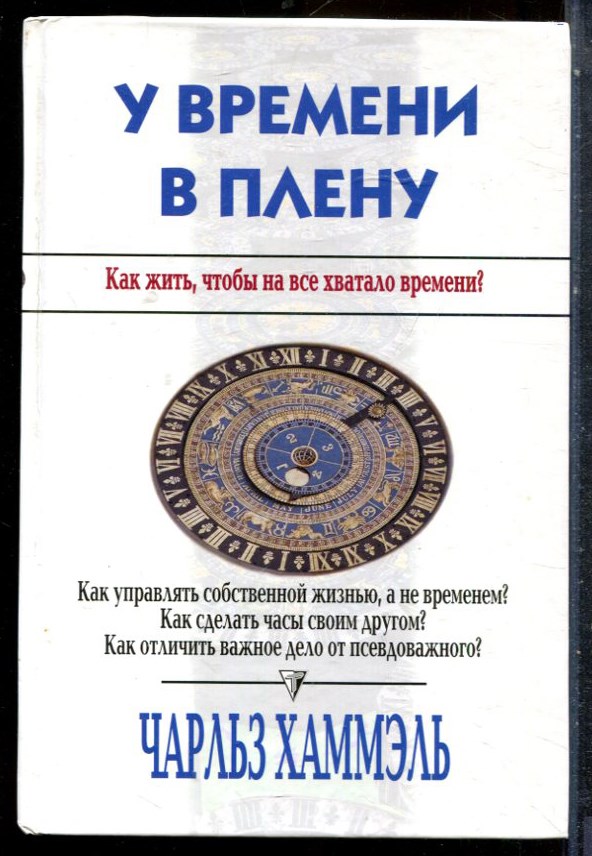 У ВРЕМЕНИ
В ПЛЕНУ
Как жить, чтобы на все хватало времени?
Как управлять собственной жизнью, а не временем?
Как сделать часы своим другом?
Как отличить важное дело от псевдоважного?
ЧАРЛЬЗ ХАММЭЛЬ